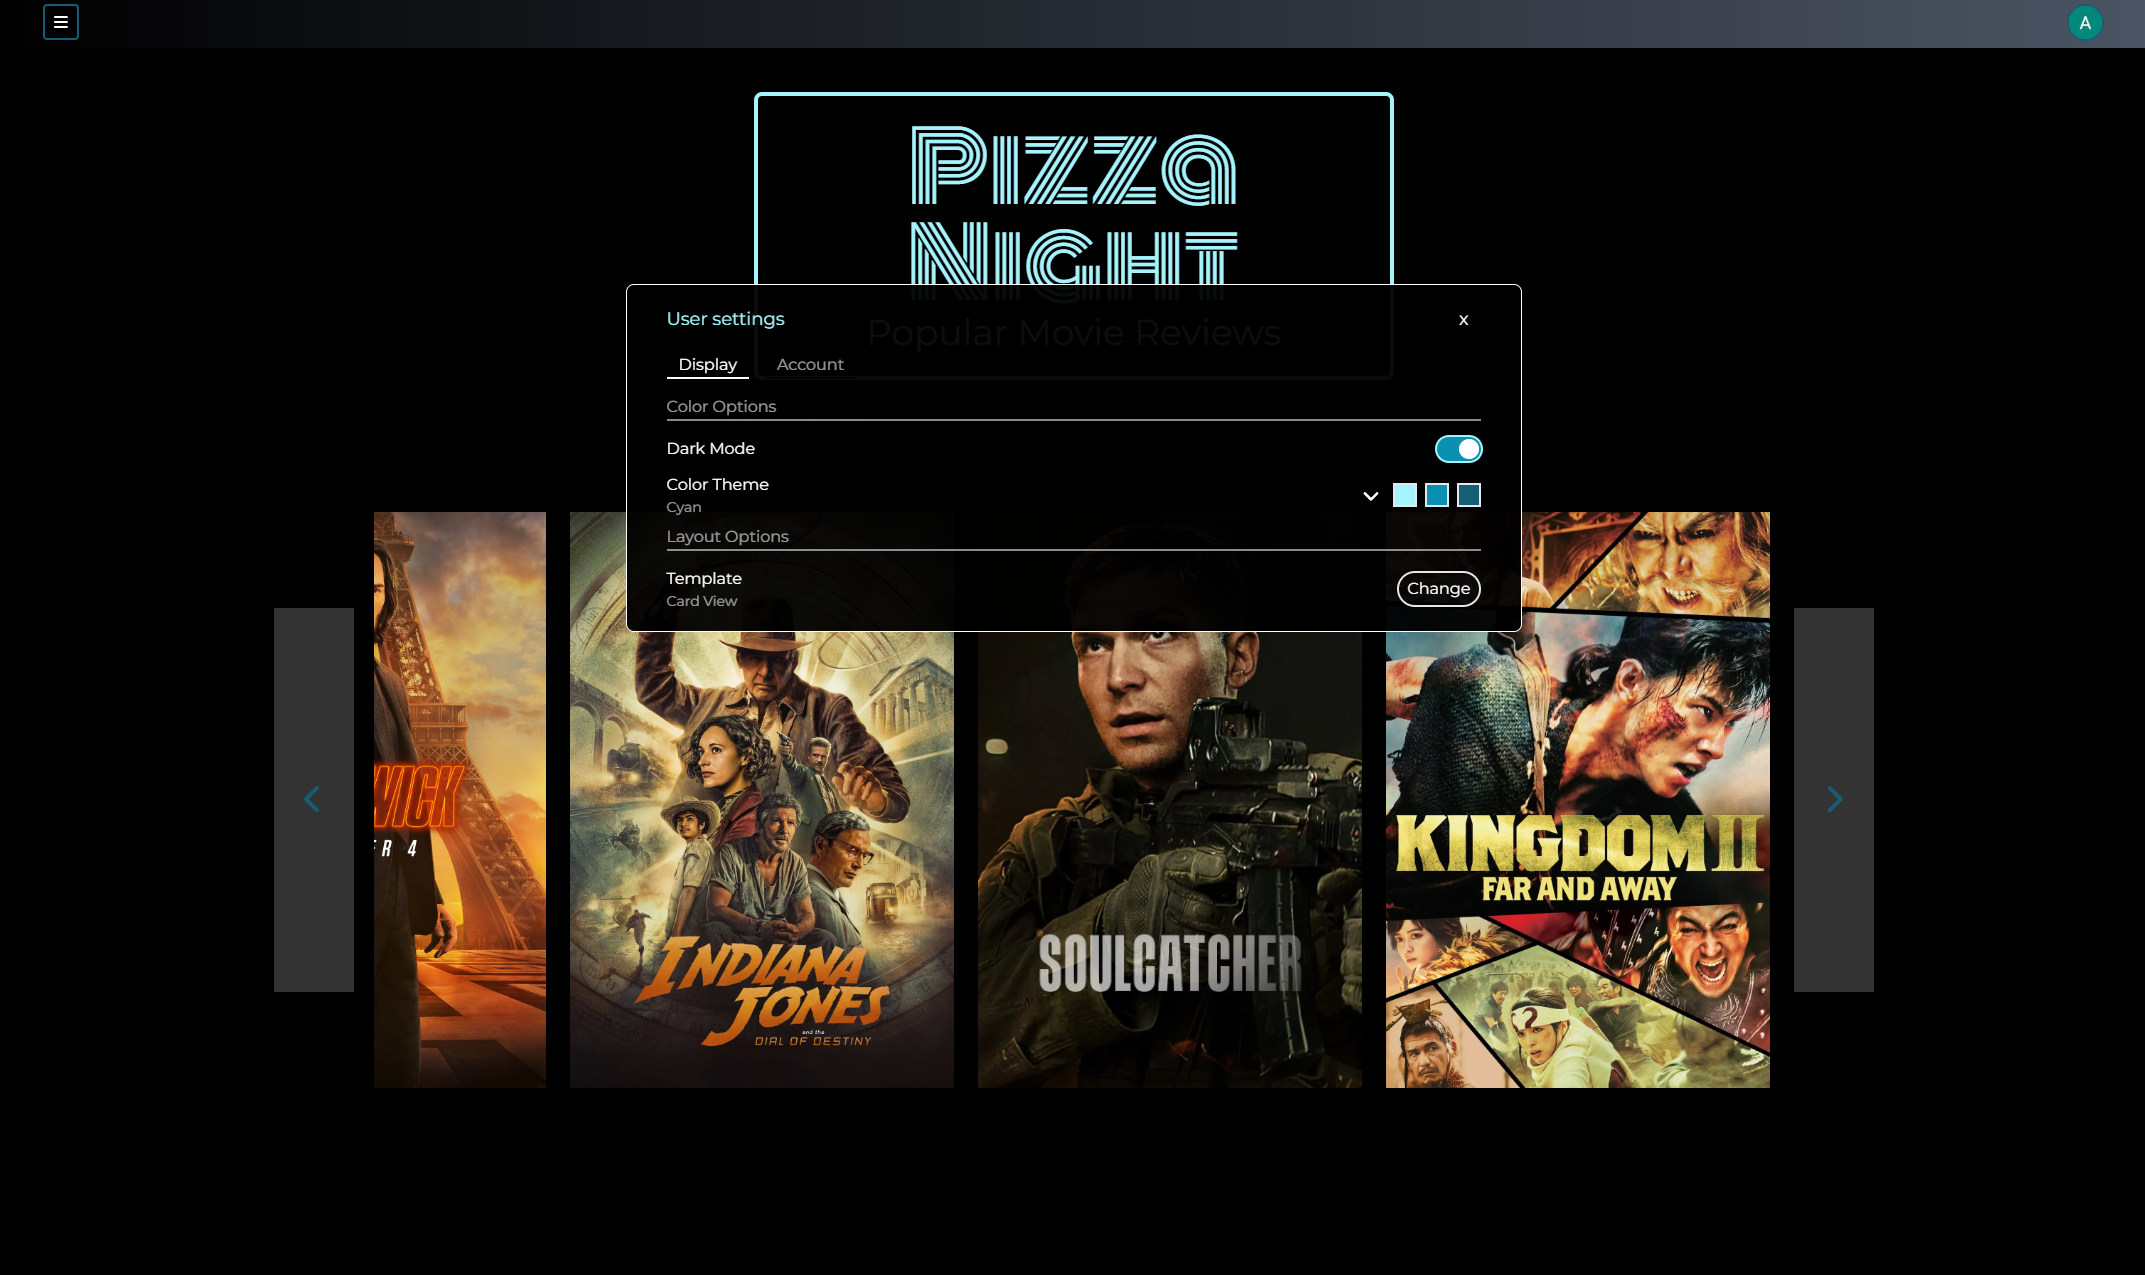 A
Pizza
Night
Popular Movie Reviews
User settings
x
Display
Account
Color Options
Dark Mode
Color Theme
Cyan
Layout Options
Template
Card View
Change
WICK
ER 4
INDIANA
JONES
and the
DIAL OF DESTINY
SOULCATCHER
KINGDOM II
FAR AND AWAY
?